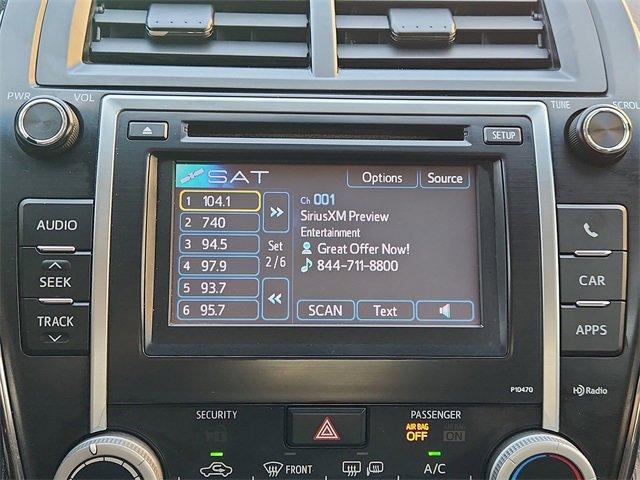 PWR VOL
TUNE SCROLL
SETUP
SAT Options Source
1 104.1
2 740
3 94.5
4 97.9
5 93.7
6 95.7
Set
2/6
Ch 001
SiriusXM Preview
Entertainment
Great Offer Now!
844-711-8800
SCAN Text
AUDIO
SEEK
TRACK
CAR
APPS
P10470
HD Radio
SECURITY
PASSENGER
AIR BAG
OFF
AIR BAG
ON
FRONT
A/C